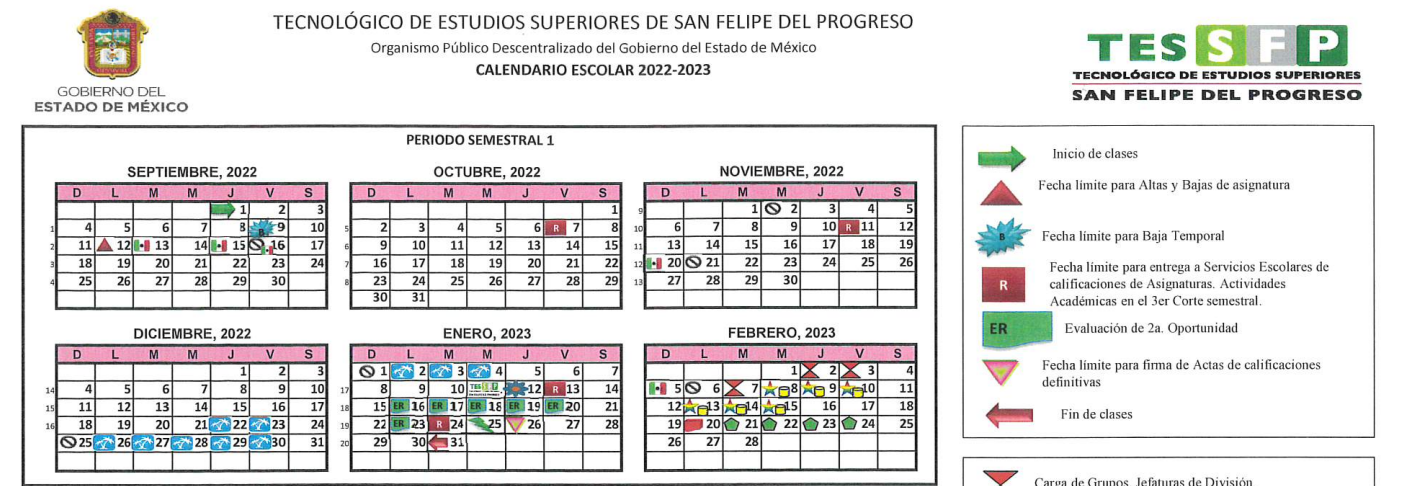 TECNOLÓGICO DE ESTUDIOS SUPERIORES DE SAN FELIPE DEL PROGRESO
Organismo Público Descentralizado del Gobierno del Estado de México
CALENDARIO ESCOLAR 2022-2023
GOBIERNO DEL
ESTADO DE MÉXICO
TESSFP
TECNOLÓGICO DE ESTUDIOS SUPERIORES
SAN FELIPE DEL PROGRESO
PERIODO SEMESTRAL 1
SEPTIEMBRE, 2022
D L M M J V S
1 2 3
1 4 5 6 7 8 B 9 10
2 11 12 13 14 15 16 17
3 18 19 20 21 22 23 24
4 25 26 27 28 29 30
OCTUBRE, 2022
D L M M J V S
1
5 2 3 4 5 6 R 7 8
6 9 10 11 12 13 14 15
7 16 17 18 19 20 21 22
8 23 24 25 26 27 28 29
30 31
NOVIEMBRE, 2022
D L M M J V S
9 1 2 3 4 5
10 6 7 8 9 10 R 11 12
11 13 14 15 16 17 18 19
12 20 21 22 23 24 25 26
13 27 28 29 30
DICIEMBRE, 2022
D L M M J V S
1 2 3
14 4 5 6 7 8 9 10
15 11 12 13 14 15 16 17
16 18 19 20 21 22 23 24
25 26 27 28 29 30 31
ENERO, 2023
D L M M J V S
1 2 3 4 5 6 7
17 8 9 10 12 R 13 14
18 15 ER 16 ER 17 ER 18 ER 19 ER 20 21
19 22 ER 23 R 24 25 26 27 28
20 29 30 31
FEBRERO, 2023
D L M M J V S
1 2 3 4
5 6 7 8 9 10 11
12 13 14 15 16 17 18
19 20 21 22 23 24 25
26 27 28
Inicio de clases
Fecha límite para Altas y Bajas de asignatura
B Fecha límite para Baja Temporal
R Fecha límite para entrega a Servicios Escolares de
calificaciones de Asignaturas. Actividades
Académicas en el 3er Corte semestral.
ER Evaluación de 2a. Oportunidad
Fecha límite para firma de Actas de calificaciones
definitivas
Fin de clases
Carga de Grupos. Jefaturas de División